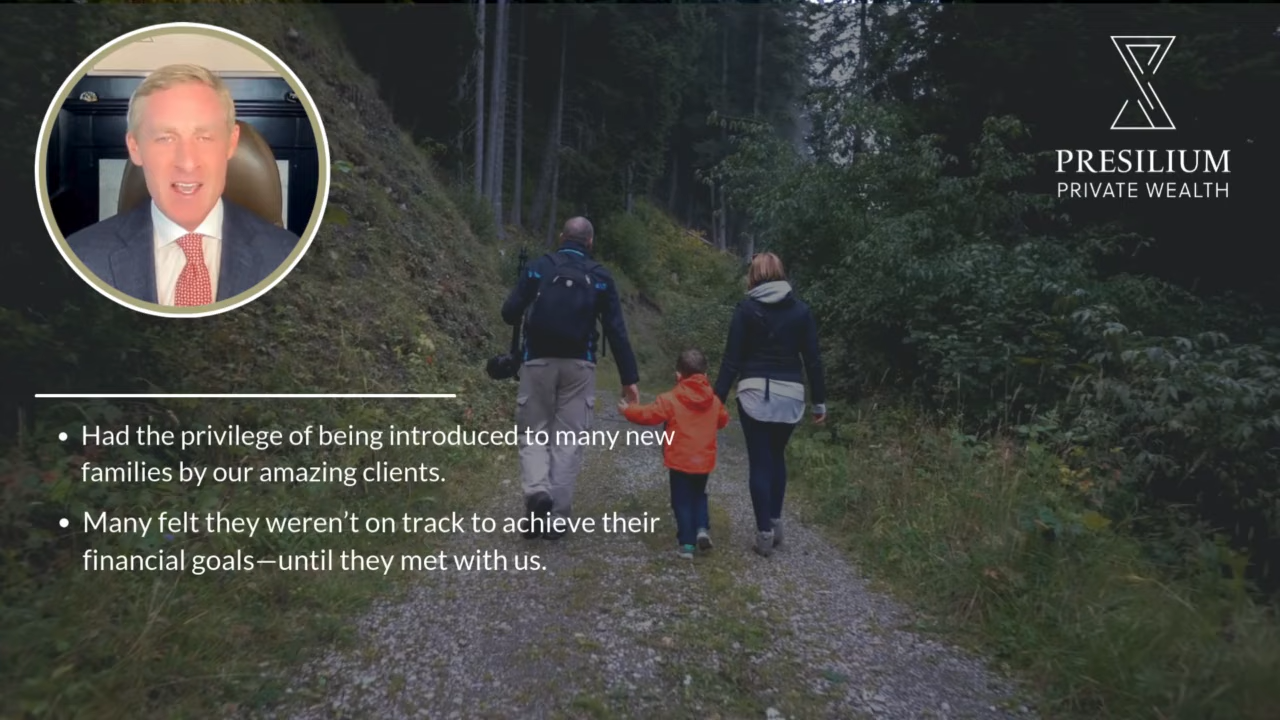 PRESILIUM
PRIVATE WEALTH
• Had the privilege of being introduced to many new
families by our amazing clients.
• Many felt they weren’t on track to achieve their
financial goals—until they met with us.